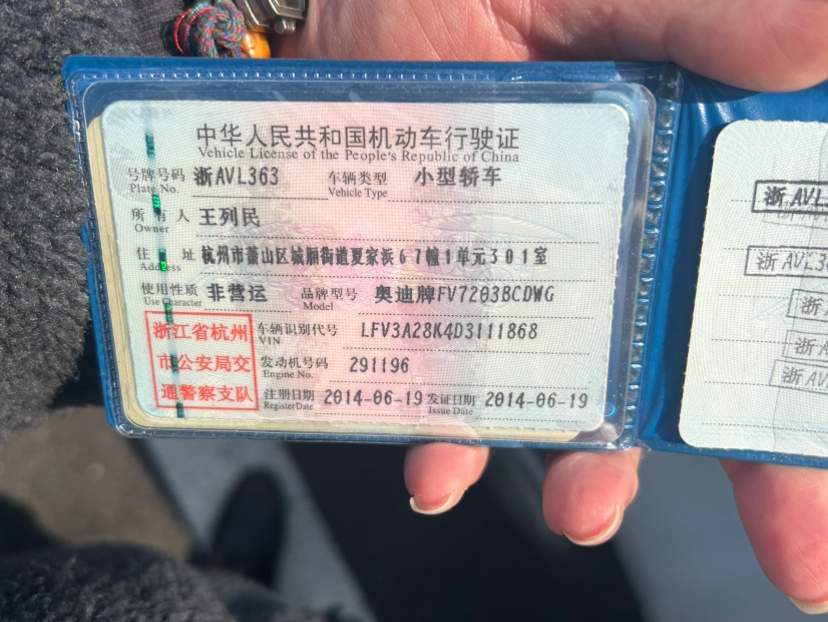 中华人民共和国机动车行驶证
Vehicle License of the People's Republic of China
号牌号码 浙AVL363 车辆类型 小型轿车
Plate No. Vehicle Type
所有人 王列民
Owner
住址 杭州市萧山区城厢街道夏家浜67幢1单元301室
Address
使用性质 非营运 品牌型号 奥迪牌FV7203BCDWG
Use Character Model
浙江省杭州
市公安局交
通警察支队
车辆识别代号 LFV3A28K4D3111868
VIN
发动机号码 291196
Engine No.
注册日期 2014-06-19 发证日期 2014-06-19
Register Date Issue Date
浙AVL
浙AVL3
浙A
浙A
浙AV